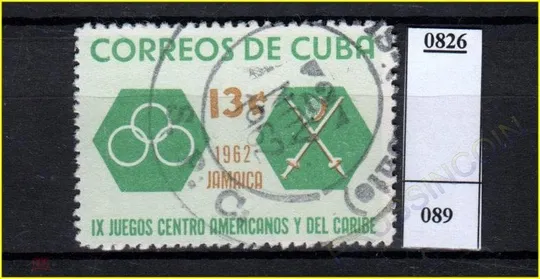 CORREOS DE CUBA
13¢
1962
JAMAICA
IX JUEGOS CENTRO AMERICANOS Y DEL CARIBE
0826
089